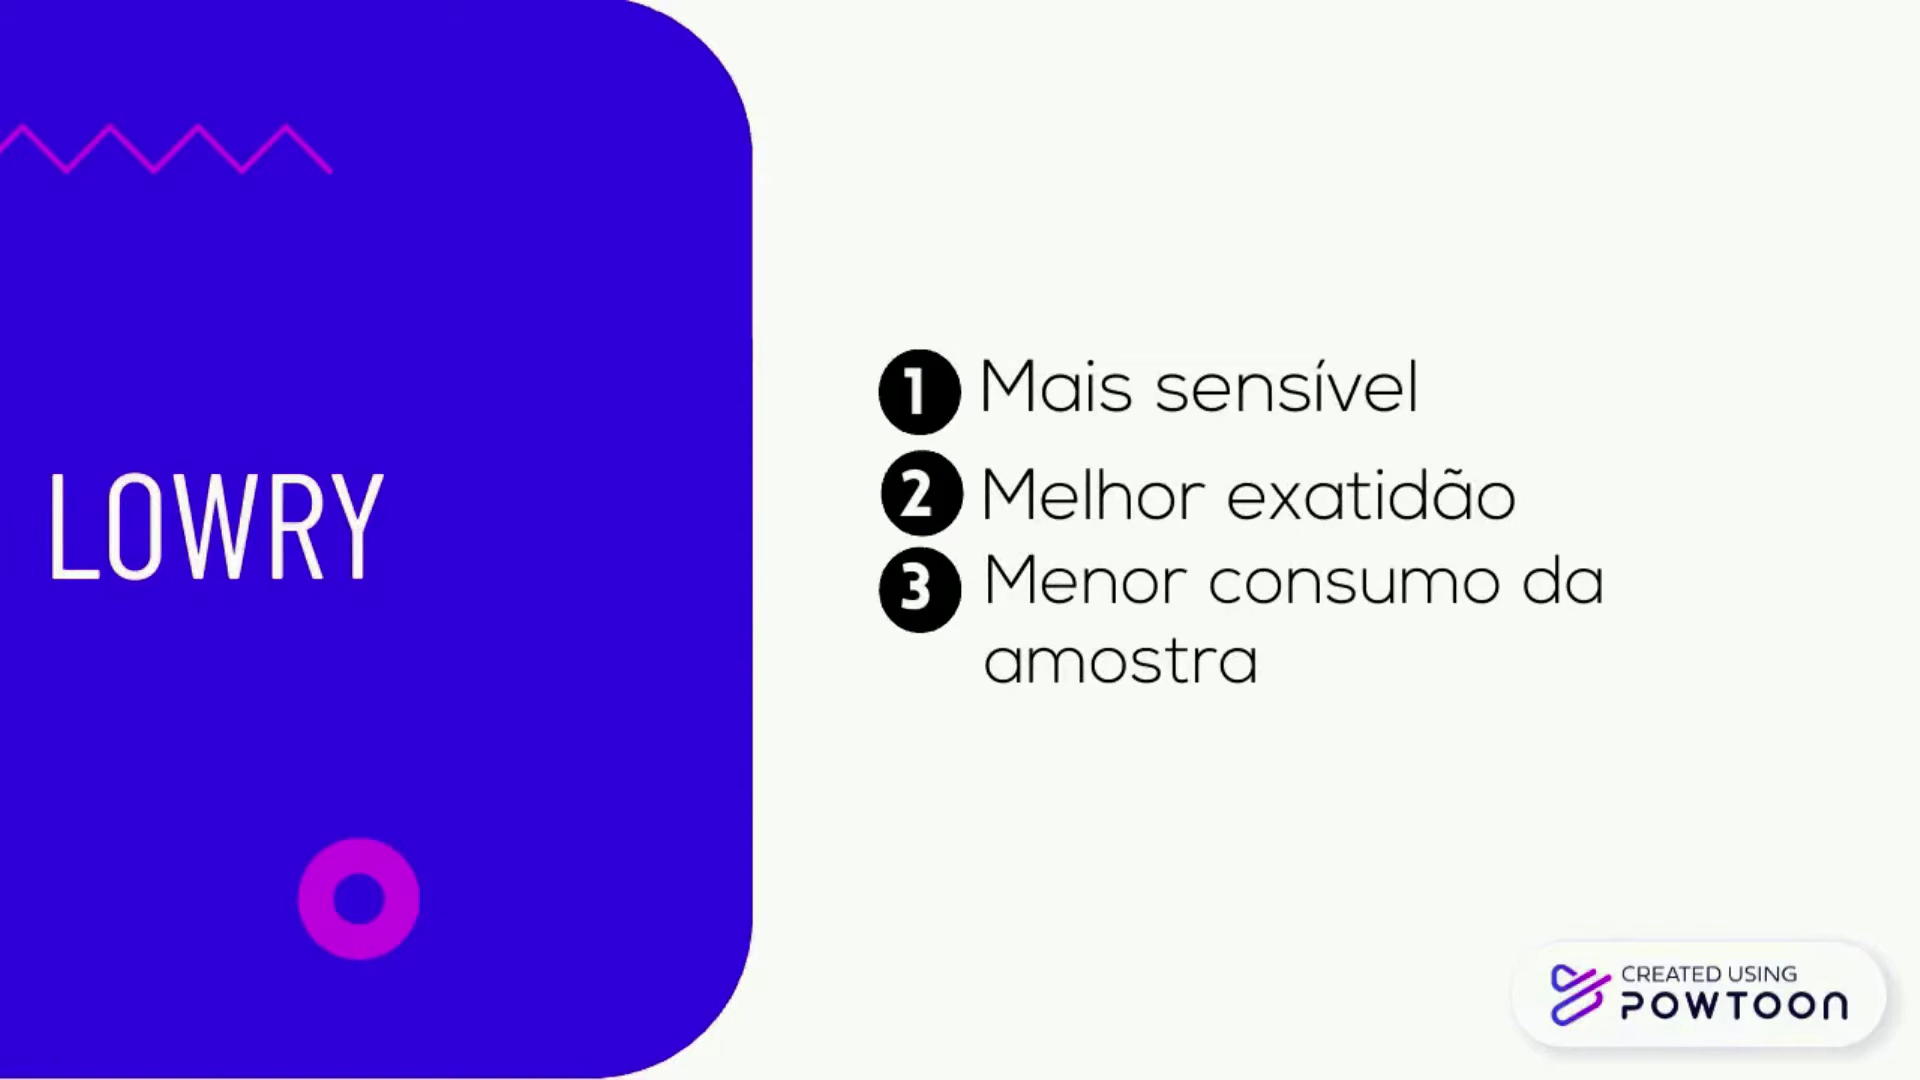 LOWRY
1 Mais sensível
2 Melhor exatidão
3 Menor consumo da
amostra
CREATED USING
POWTOON